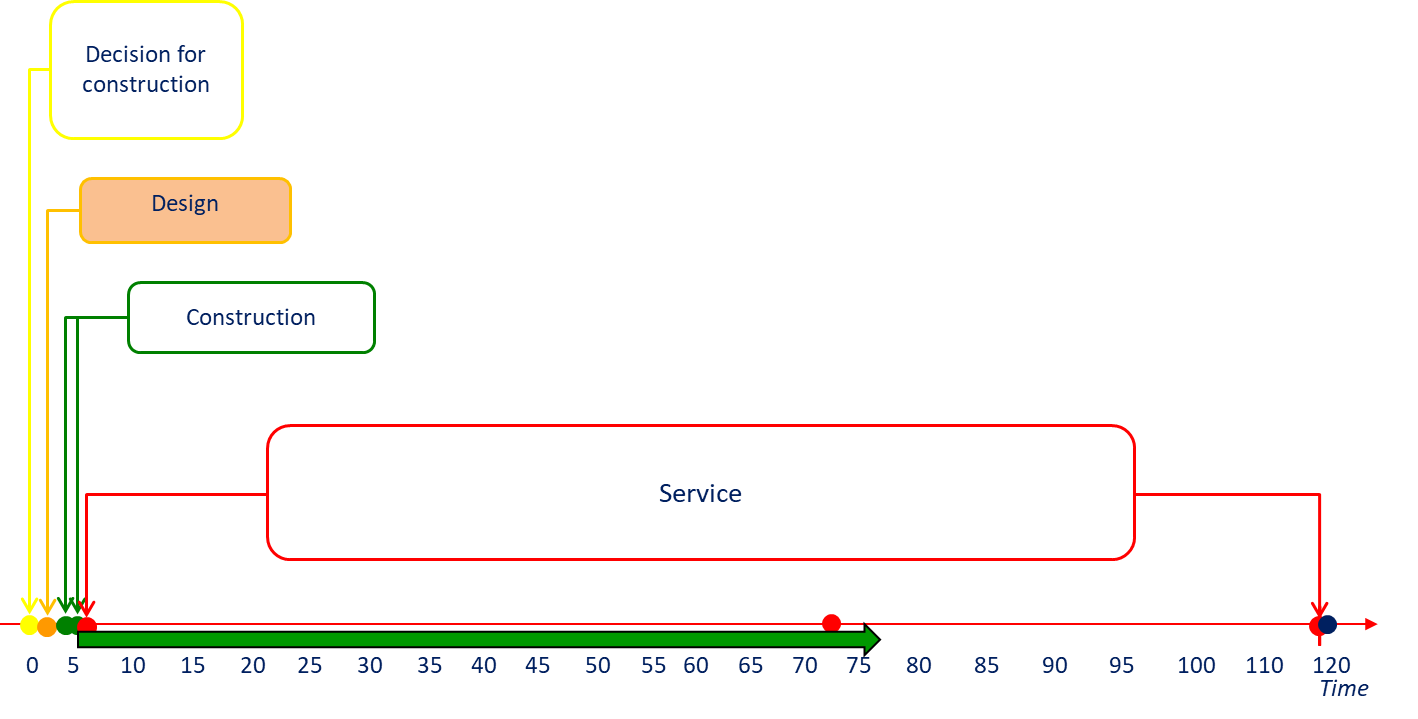 Decision for
construction
Design
Construction
Service
0 5 10 15 20 25 30 35 40 45 50 55 60 65 70 75 80 85 90 95 100 110 120
Time